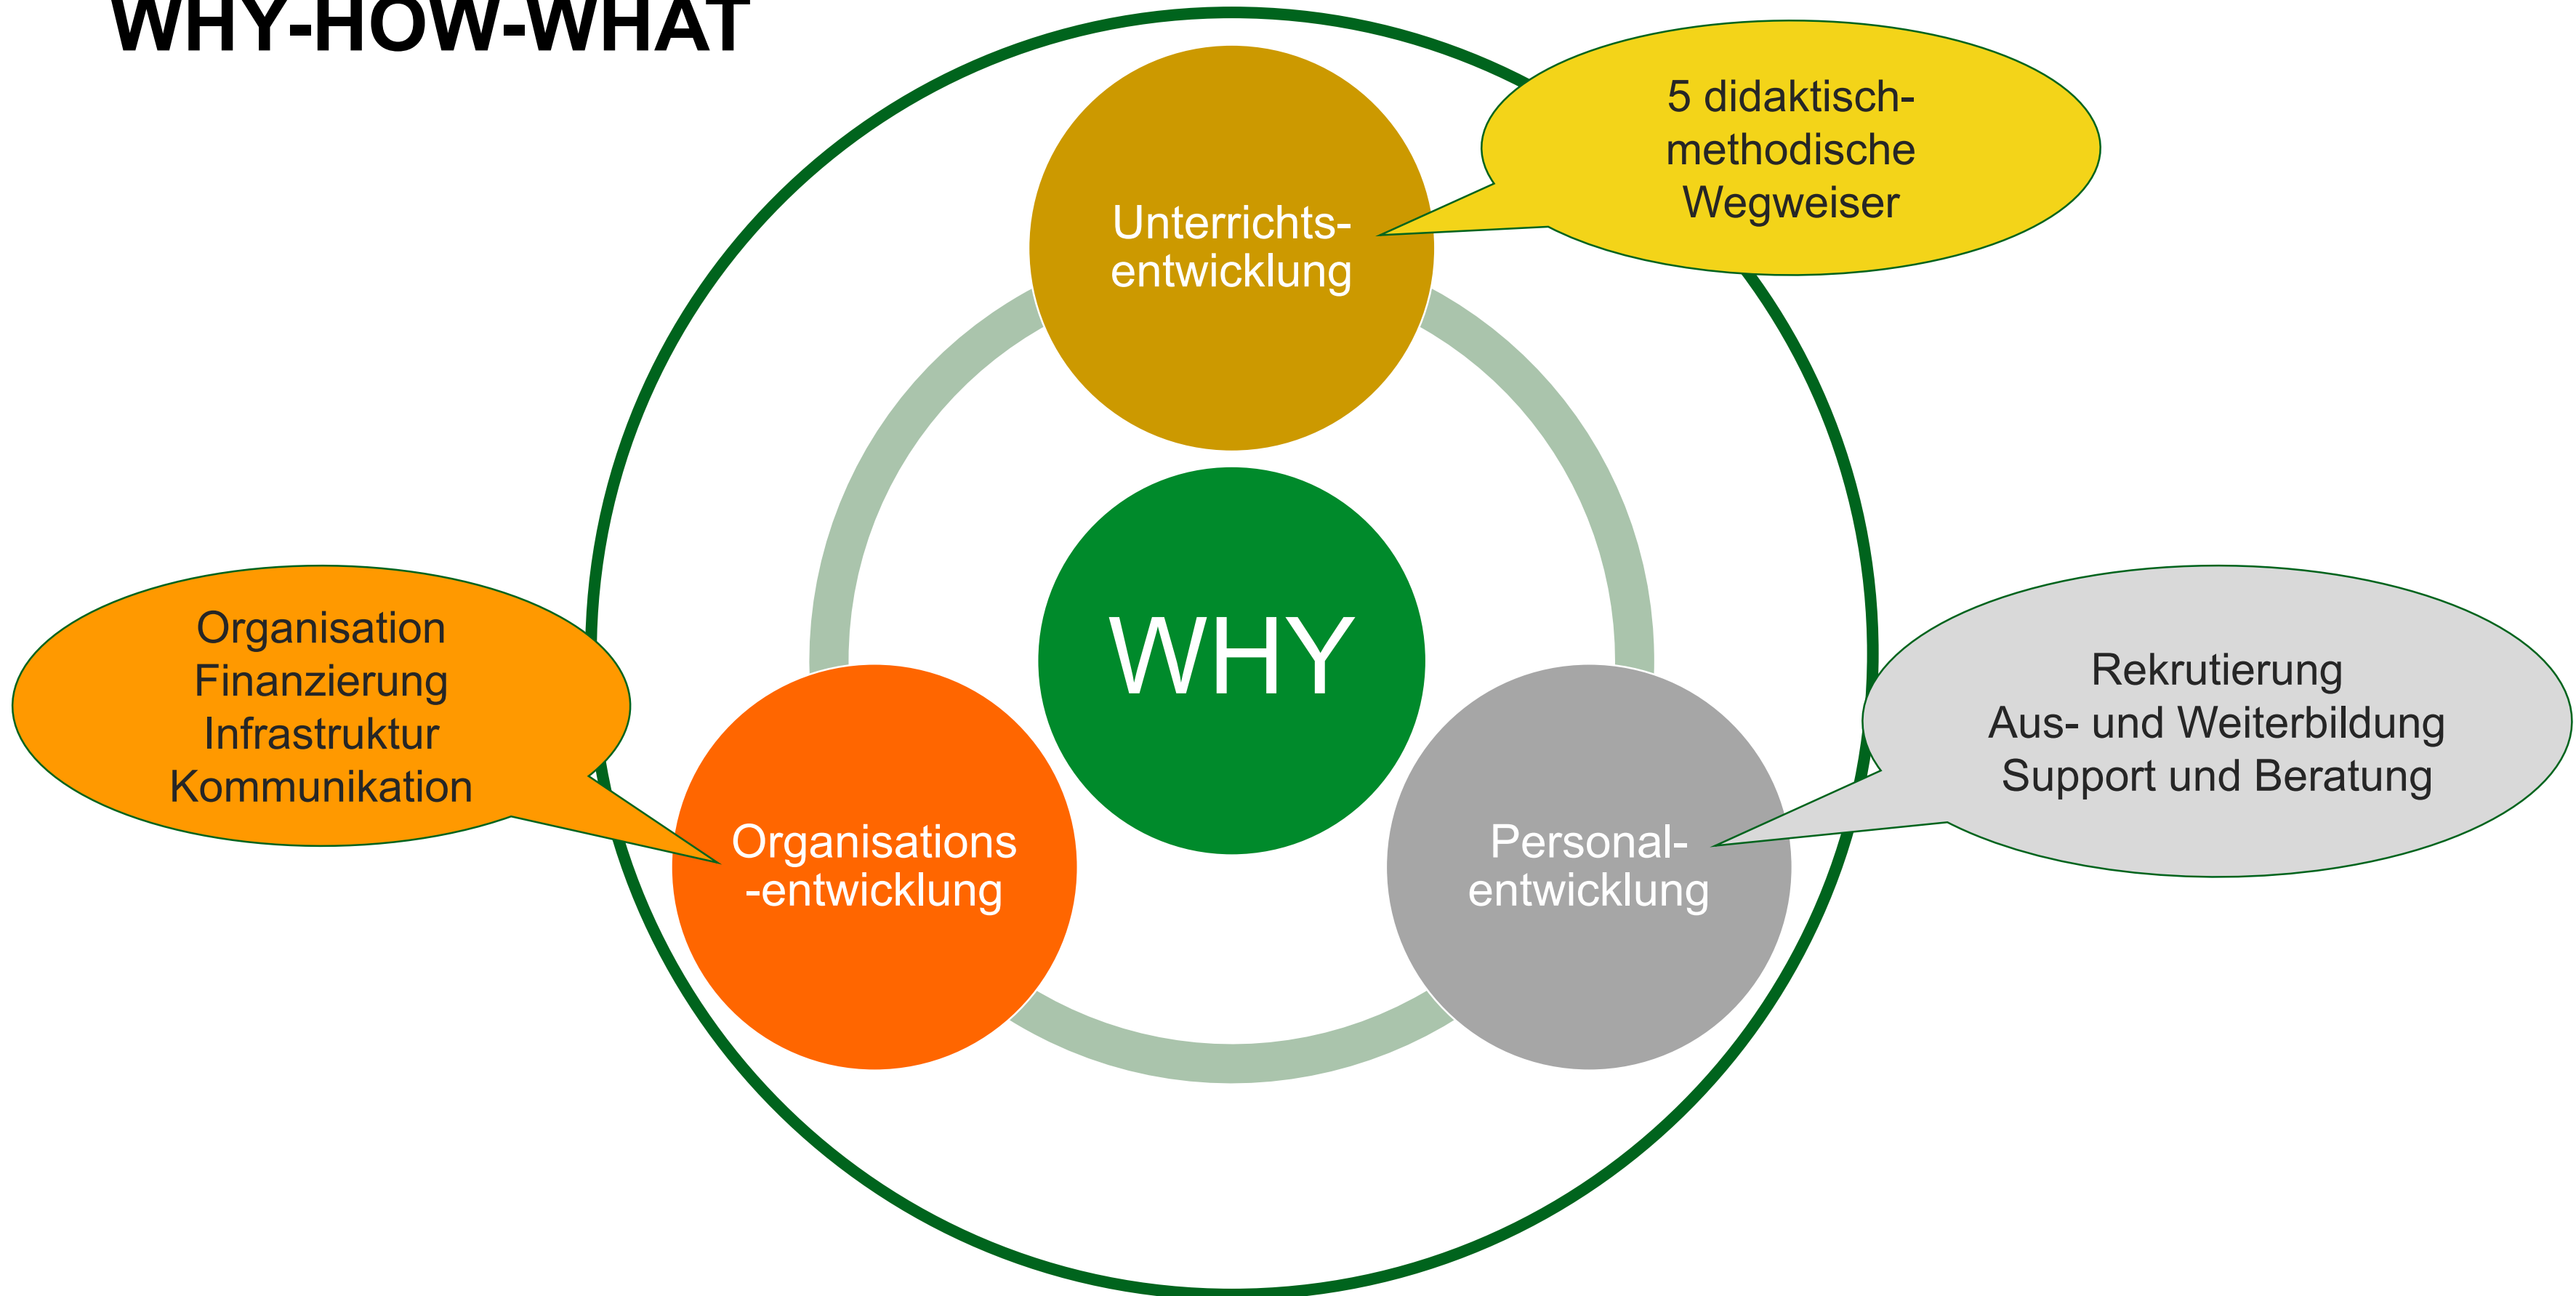 WHY-HOW-WHAT
5 didaktisch-
methodische
Wegweiser
Unterrichts-
entwicklung
WHY
Organisation
Finanzierung
Infrastruktur
Kommunikation
Rekrutierung
Aus- und Weiterbildung
Support und Beratung
Organisations
-entwicklung
Personal-
entwicklung